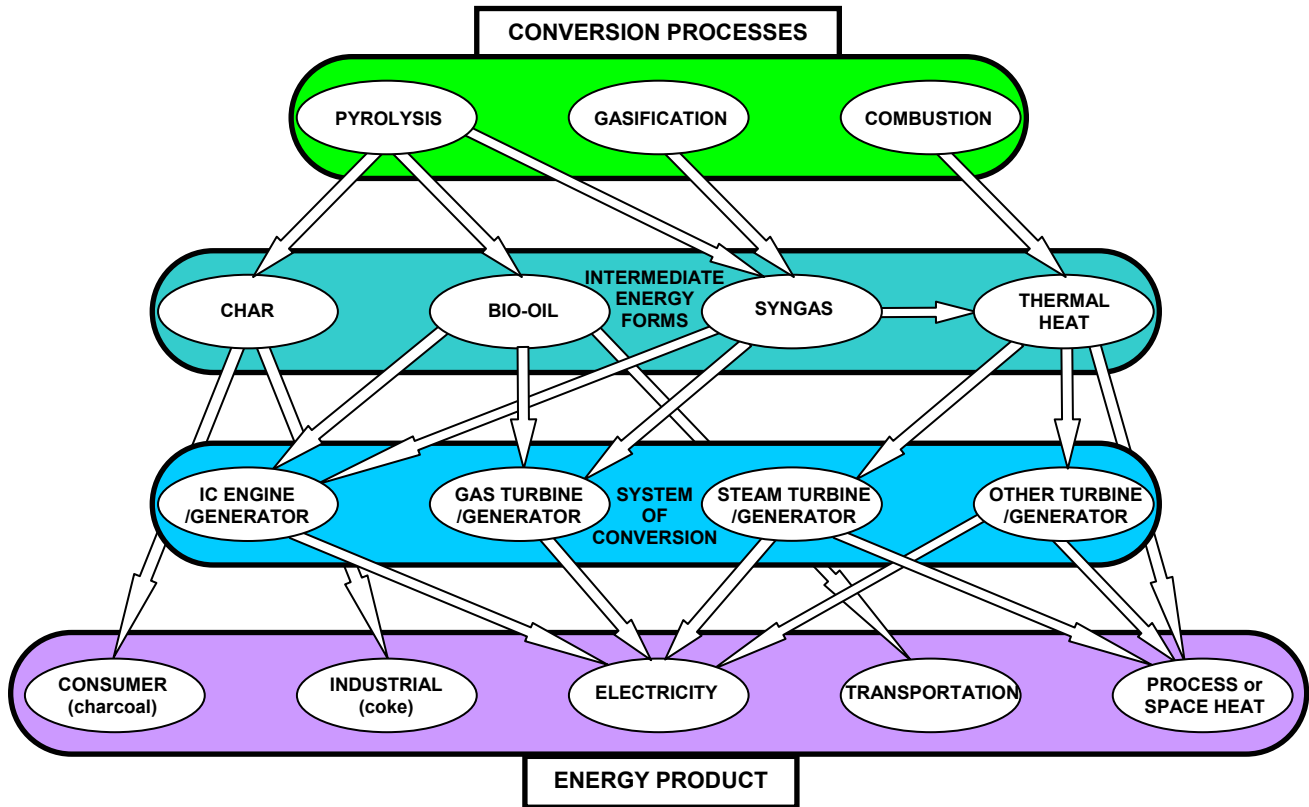 CONVERSION PROCESSES
PYROLYSIS
GASIFICATION
COMBUSTION
CHAR
BIO-OIL
INTERMEDIATE
ENERGY
FORMS
SYNGAS
THERMAL
HEAT
IC ENGINE
/GENERATOR
GAS TURBINE
/GENERATOR
SYSTEM
OF
CONVERSION
STEAM TURBINE
/GENERATOR
OTHER TURBINE
/GENERATOR
CONSUMER
(charcoal)
INDUSTRIAL
(coke)
ELECTRICITY
TRANSPORTATION
PROCESS or
SPACE HEAT
ENERGY PRODUCT